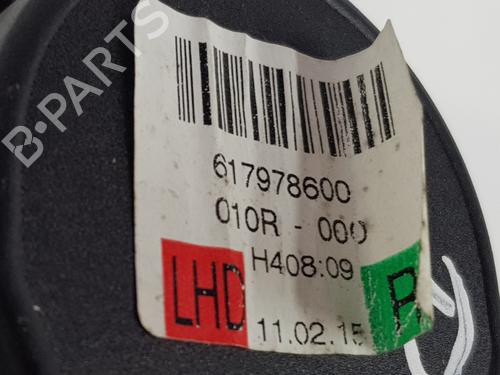 B-PARTS
617978600
010R - 000
H408:09
LHD
R
11.02.15